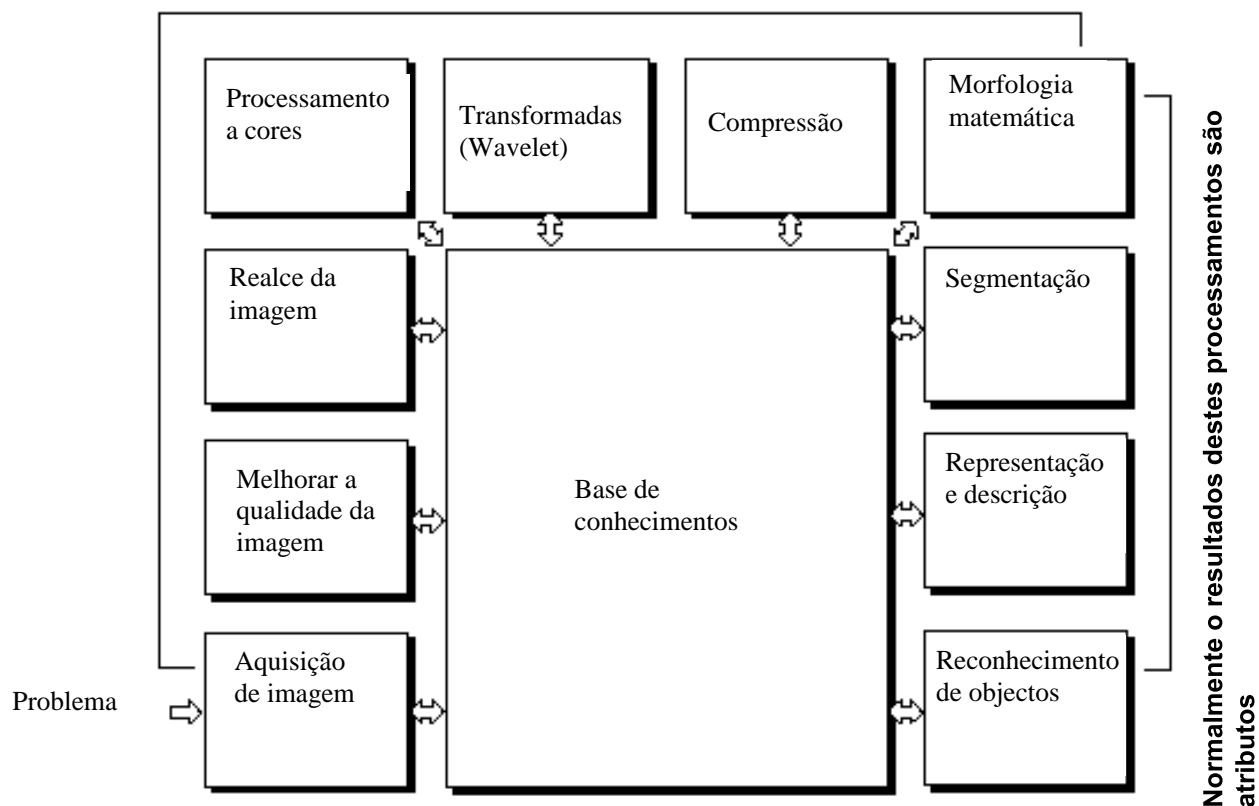 Processamento
a cores
Transformadas
(Wavelet)
Compressão
Morfologia
matemática
Realce da
imagem
Segmentação
Melhorar a
qualidade da
imagem
Base de
conhecimentos
Representação
e descrição
Problema
Aquisição
de imagem
Reconhecimento
de objectos
Normalmente o resultados destes processamentos são
atributos